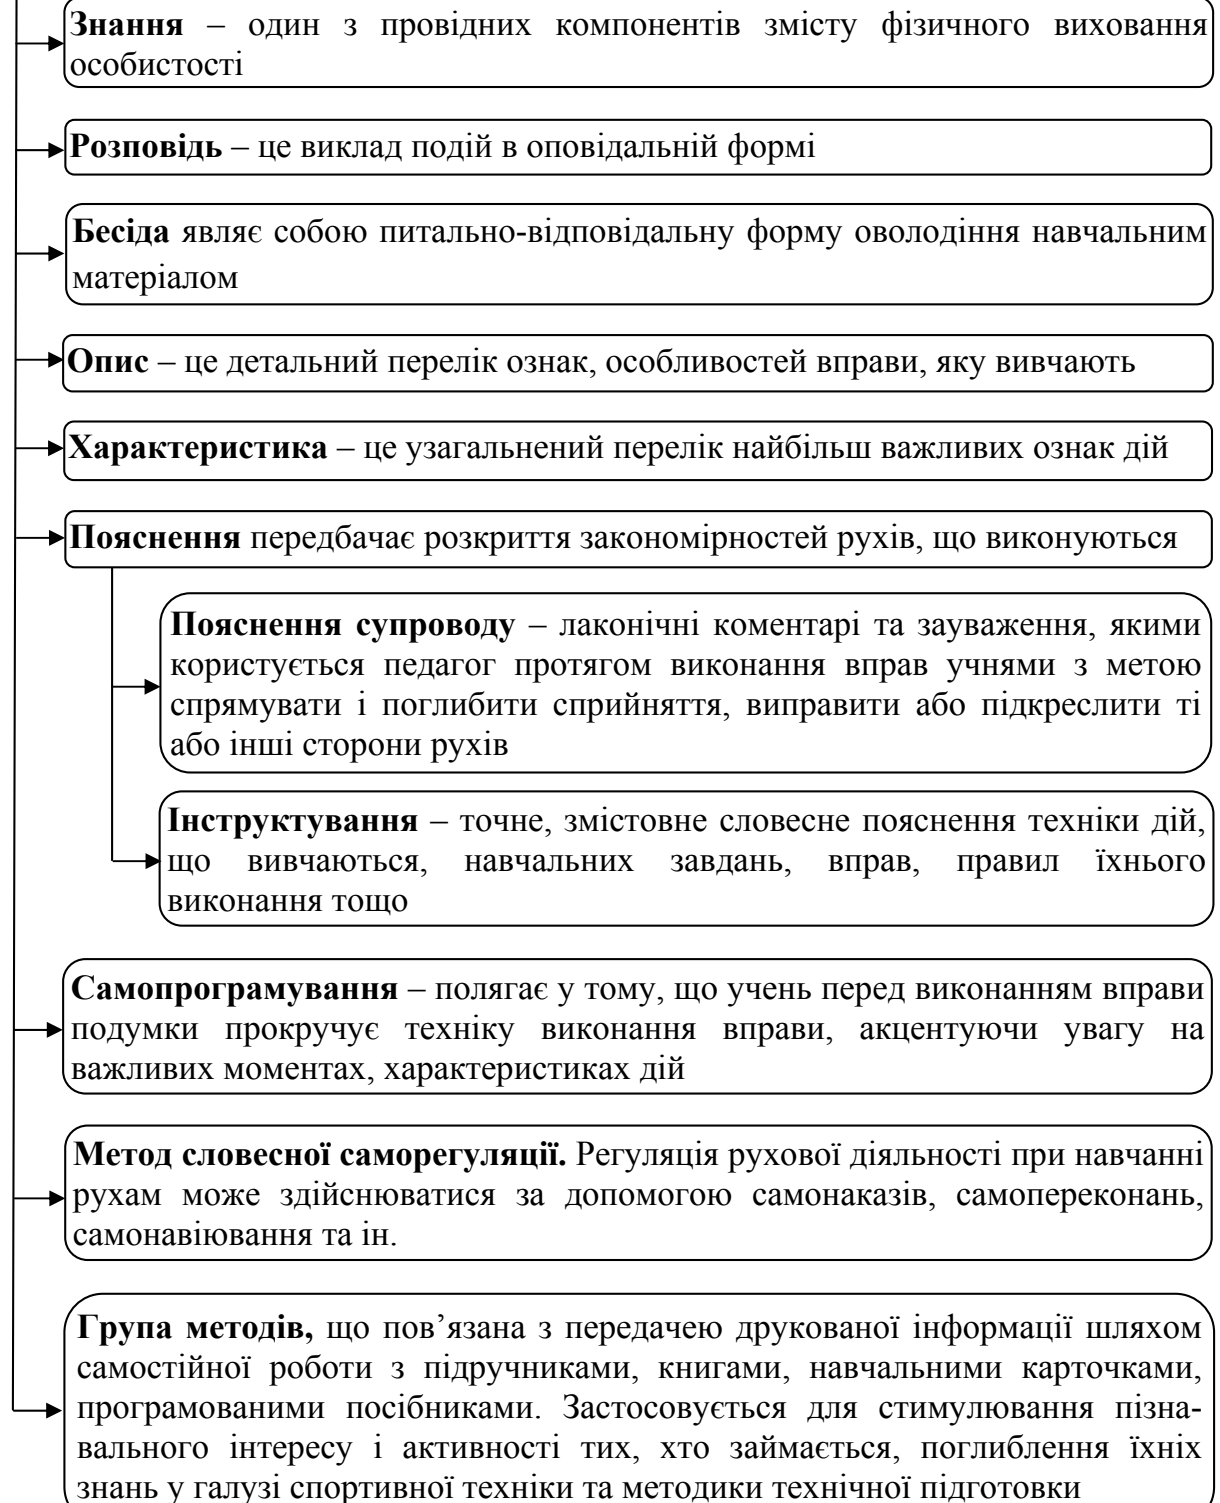 Знання – один з провідних компонентів змісту фізичного виховання
особистості
Розповідь – це виклад подій в оповідальній формі
Бесіда являє собою питально-відповідальну форму оволодіння навчальним
матеріалом
Опис – це детальний перелік ознак, особливостей вправи, яку вивчають
Характеристика – це узагальнений перелік найбільш важливих ознак дій
Пояснення передбачає розкриття закономірностей рухів, що виконуються
Пояснення супроводу – лаконічні коментарі та зауваження, якими
користується педагог протягом виконання вправ учнями з метою
спрямувати і поглибити сприйняття, виправити або підкреслити ті
або інші сторони рухів
Інструктування – точне, змістовне словесне пояснення техніки дій,
що вивчаються, навчальних завдань, вправ, правил їхнього
виконання тощо
Самопрограмування – полягає у тому, що учень перед виконанням вправи
подумки прокручує техніку виконання вправи, акцентуючи увагу на
важливих моментах, характеристиках дій
Метод словесної саморегуляції. Регуляція рухової діяльності при навчанні
рухам може здійснюватися за допомогою самонаказів, самопереконань,
самонавіювання та ін.
Група методів, що пов’язана з передачею друкованої інформації шляхом
самостійної роботи з підручниками, книгами, навчальними карточками,
програмованими посібниками. Застосовується для стимулювання пізна-
вального інтересу і активності тих, хто займається, поглиблення їхніх
знань у галузі спортивної техніки та методики технічної підготовки